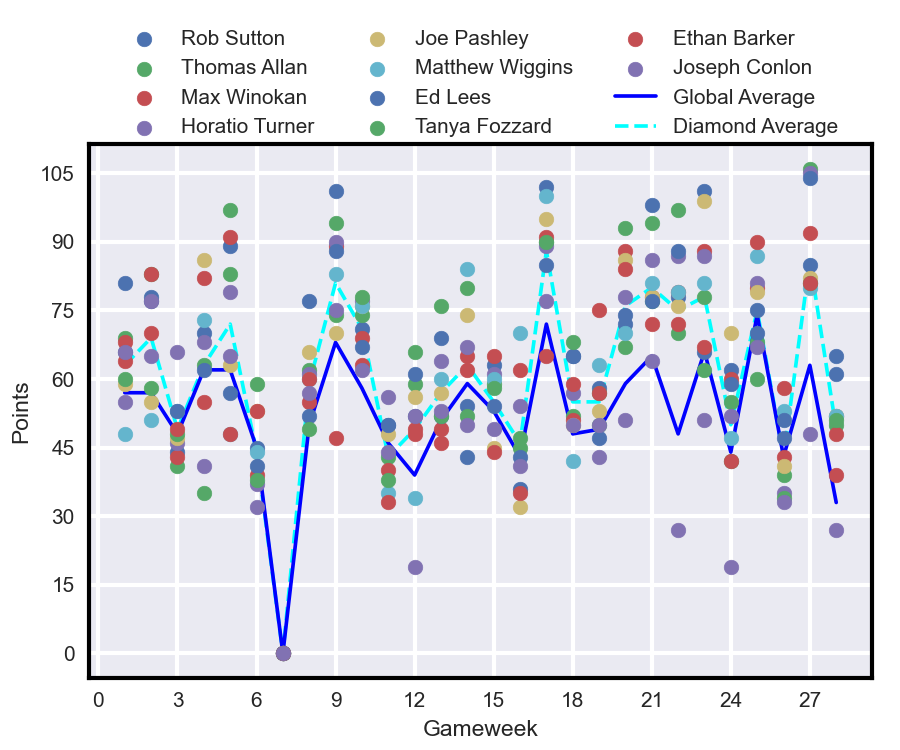 Rob Sutton Joe Pashley Ethan Barker
Thomas Allan Matthew Wiggins Joseph Conlon
Max Winokan Ed Lees Global Average
Horatio Turner Tanya Fozzard Diamond Average
105
90
75
60
45
30
15
0
Points
0 3 6 9 12 15 18 21 24 27
Gameweek